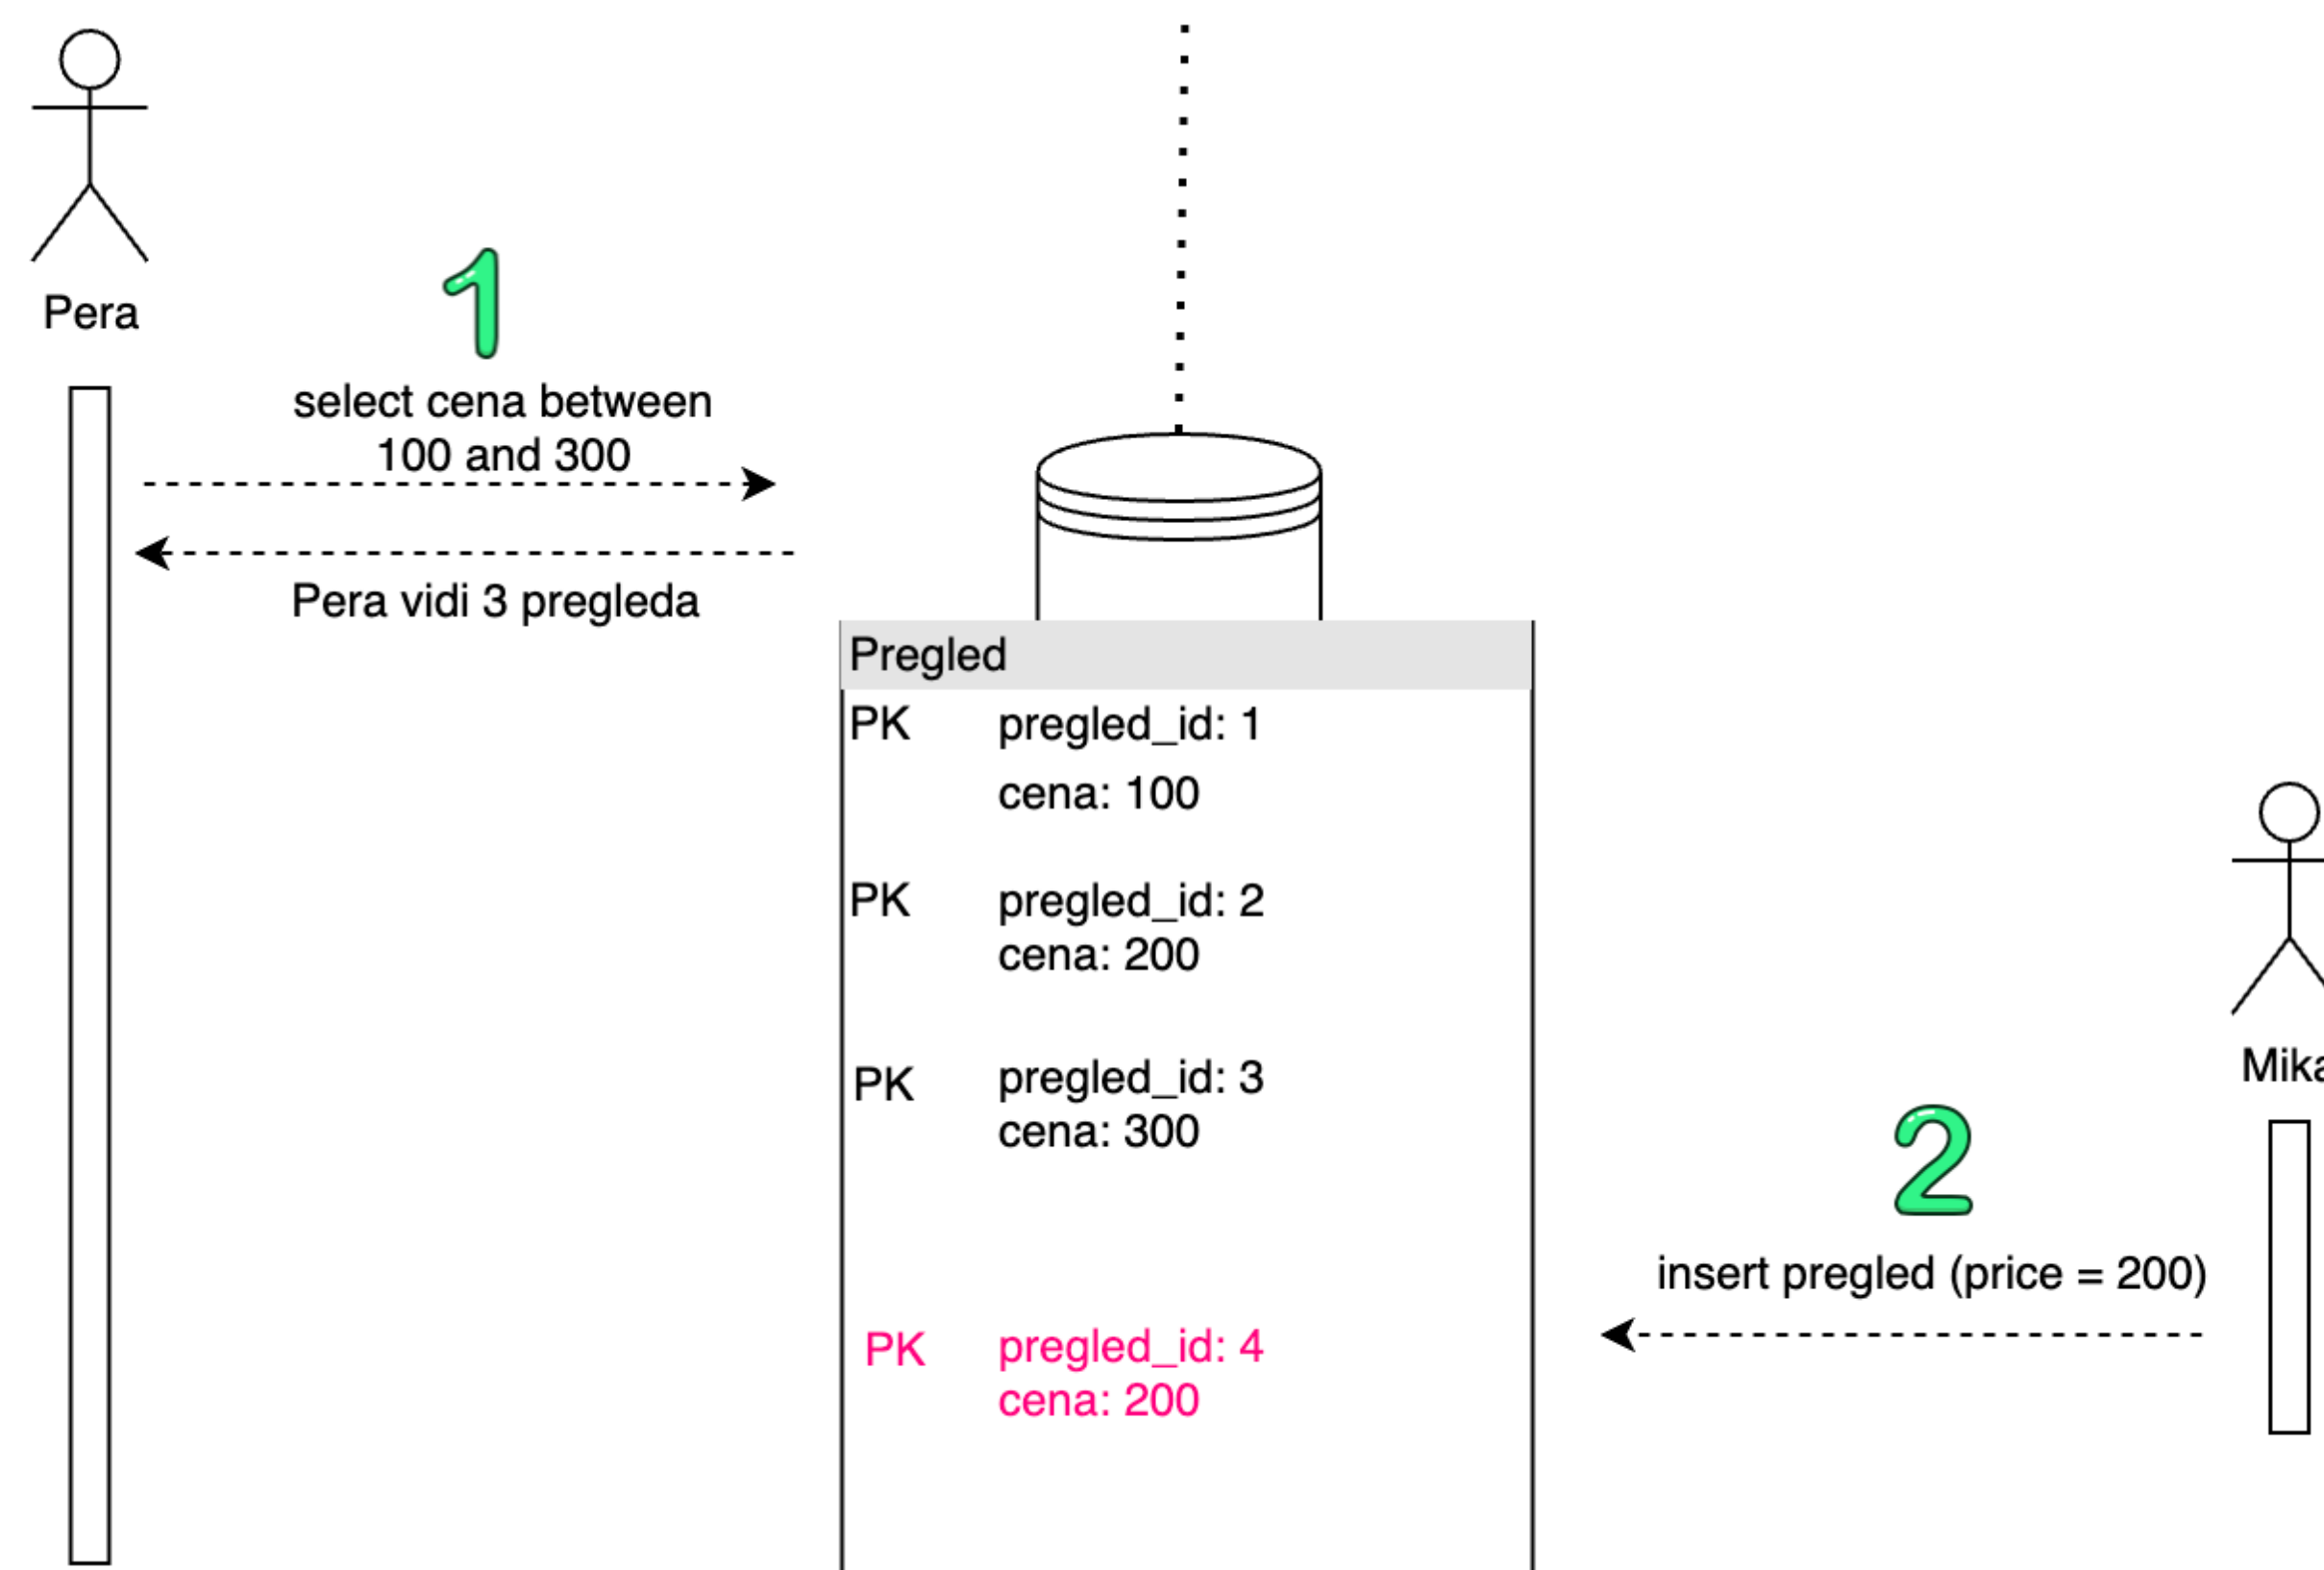 Pera
1
select cena between
100 and 300
Pera vidi 3 pregleda
Pregled
PK pregled_id: 1
cena: 100
PK pregled_id: 2
cena: 200
PK pregled_id: 3
cena: 300
Mika
2
insert pregled (price = 200)
PK pregled_id: 4
cena: 200